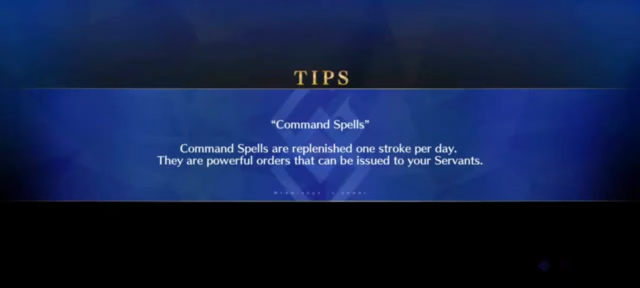 TIPS
“Command Spells”
Command Spells are replenished one stroke per day.
They are powerful orders that can be issued to your Servants.